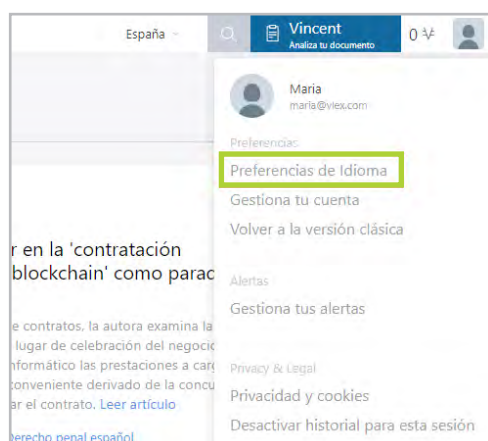 España
Vincent
Analiza tu documento
0
Maria
maria@vlex.com
Preferencias
Preferencias de Idioma
Gestiona tu cuenta
Volver a la versión clásica
r en la 'contratación
blockchain' como parad
Alertas
Gestiona tus alertas
e contratos, la autora examina la
lugar de celebración del negocio
nformático las prestaciones a carg
conveniente derivado de la concu
ar el contrato. Leer artículo
Derecho penal español
Privacy & Legal
Privacidad y cookies
Desactivar historial para esta sesión